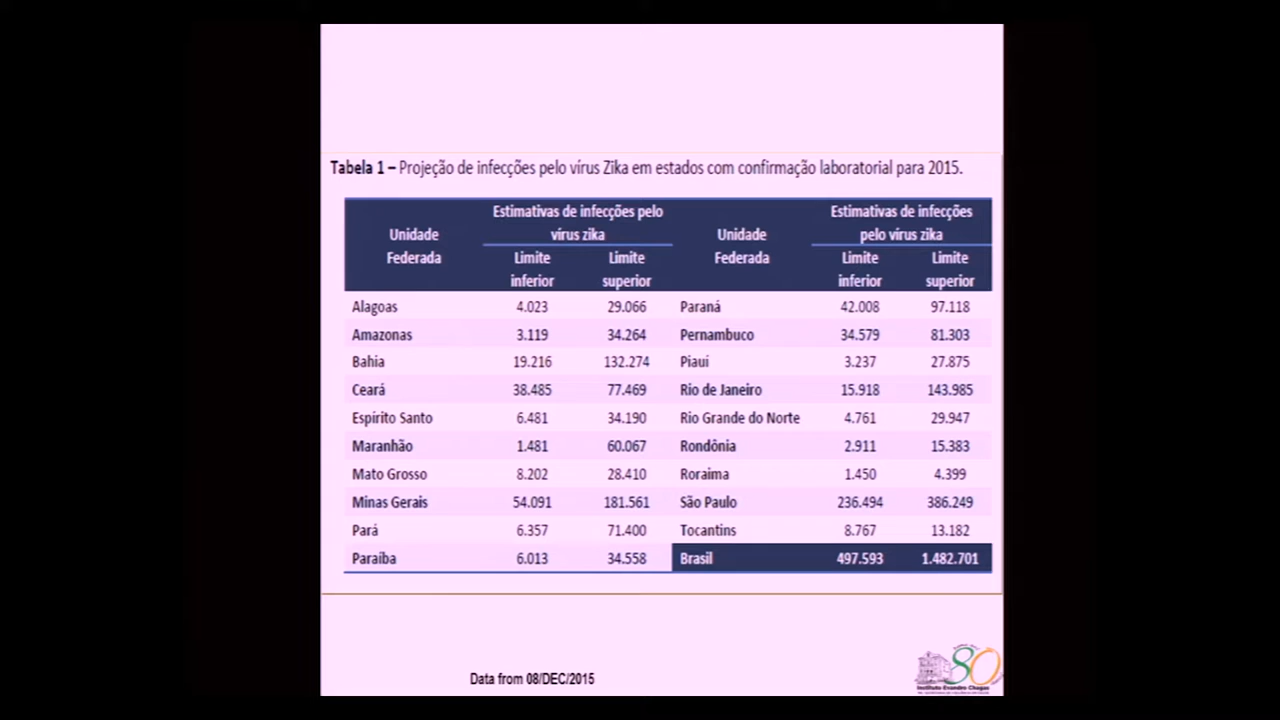 Tabela 1 – Projeção de infecções pelo vírus Zika em estados com confirmação laboratorial para 2015.
Unidade Federada | Estimativas de infecções pelo vírus zika | Unidade Federada | Estimativas de infecções pelo vírus zika
Limite inferior | Limite superior | Limite inferior | Limite superior
Alagoas 4.023 29.066 Paraná 42.008 97.118
Amazonas 3.119 34.264 Pernambuco 34.579 81.303
Bahia 19.216 132.274 Piauí 3.237 27.875
Ceará 38.485 77.469 Rio de Janeiro 15.918 143.985
Espírito Santo 6.481 34.190 Rio Grande do Norte 4.761 29.947
Maranhão 1.481 60.067 Rondônia 2.911 15.383
Mato Grosso 8.202 28.410 Roraima 1.450 4.399
Minas Gerais 54.091 181.561 São Paulo 236.494 386.249
Pará 6.357 71.400 Tocantins 8.767 13.182
Paraíba 6.013 34.558 Brasil 497.593 1.482.701
80
Instituto Evandro Chagas
Data from 08/DEC/2015